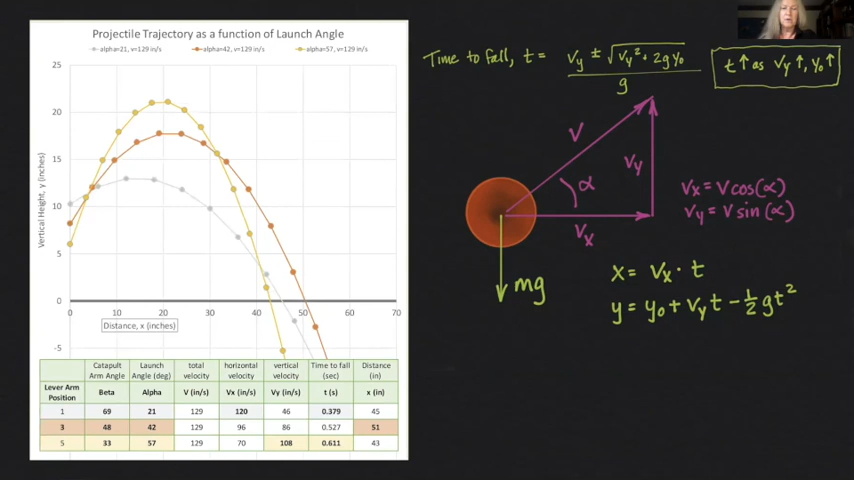 Projectile Trajectory as a function of Launch Angle
alpha=21, v=129 in/s alpha=42, v=129 in/s alpha=57, v=129 in/s
25
20
15
10
5
0
-5
Vertical Height, y (inches)
0 10 20 30 40 50 60 70
Distance, x (inches)
Catapult Arm Angle Launch Angle (deg) total velocity horizontal velocity vertical velocity Time to fall (sec) Distance (in)
Lever Arm Position Beta Alpha V (in/s) Vx (in/s) Vy (in/s) t (s) x (in)
1 69 21 129 120 46 0.379 45
3 48 42 129 96 86 0.527 51
5 33 57 129 70 108 0.611 43
Time to fall, t = (Vy ± √(Vy² + 2gy₀)) / g
t↑ as Vy↑, y₀↑
V
Vy
α
Vx
mg
Vx = V cos(α)
Vy = V sin(α)
x = Vx · t
y = y₀ + Vy t − ½ g t²